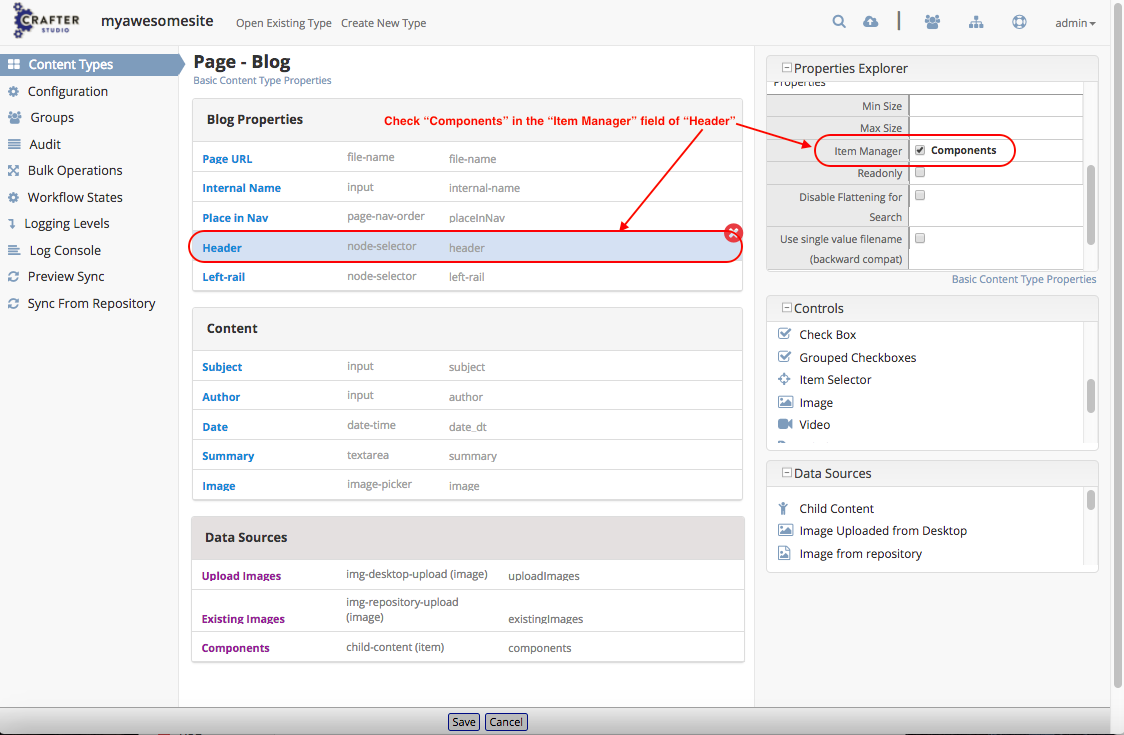 CRAFTER
STUDIO
myawesomesite
Open Existing Type
Create New Type
admin
Content Types
Configuration
Groups
Audit
Bulk Operations
Workflow States
Logging Levels
Log Console
Preview Sync
Sync From Repository
Page - Blog
Basic Content Type Properties
Blog Properties
Check “Components” in the “Item Manager” field of “Header”
Page URL file-name file-name
Internal Name input internal-name
Place in Nav page-nav-order placeInNav
Header node-selector header
Left-rail node-selector left-rail
Content
Subject input subject
Author input author
Date date-time date_dt
Summary textarea summary
Image image-picker image
Data Sources
Upload Images img-desktop-upload (image) uploadImages
img-repository-upload
Existing Images (image) existingImages
Components child-content (item) components
Properties Explorer
Properties
Min Size
Max Size
Item Manager Components
Readonly
Disable Flattening for
Search
Use single value filename
(backward compat)
Basic Content Type Properties
Controls
Check Box
Grouped Checkboxes
Item Selector
Image
Video
Data Sources
Child Content
Image Uploaded from Desktop
Image from repository
Save Cancel